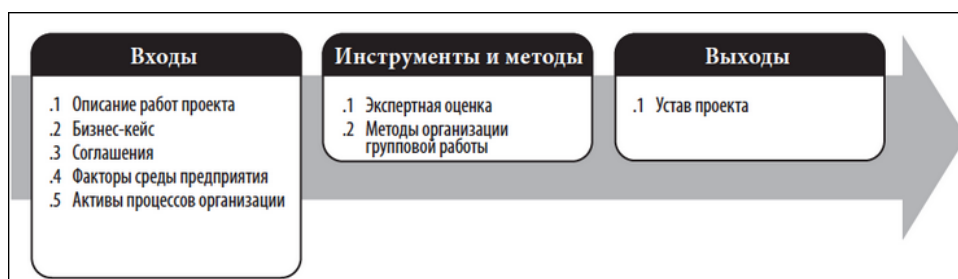 Входы
.1 Описание работ проекта
.2 Бизнес-кейс
.3 Соглашения
.4 Факторы среды предприятия
.5 Активы процессов организации
Инструменты и методы
.1 Экспертная оценка
.2 Методы организации
групповой работы
Выходы
.1 Устав проекта